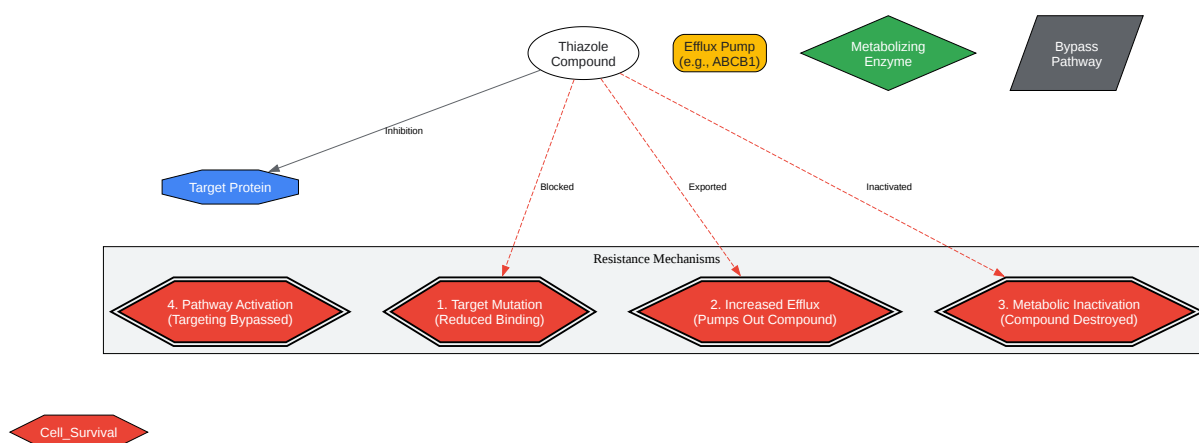 Thiazole
Compound
Efflux Pump
(e.g., ABCB1)
Metabolizing
Enzyme
Bypass
Pathway
Inhibition
Target Protein
Blocked
Exported
Inactivated
Resistance Mechanisms
4. Pathway Activation
(Targeting Bypassed)
1. Target Mutation
(Reduced Binding)
2. Increased Efflux
(Pumps Out Compound)
3. Metabolic Inactivation
(Compound Destroyed)
Cell_Survival